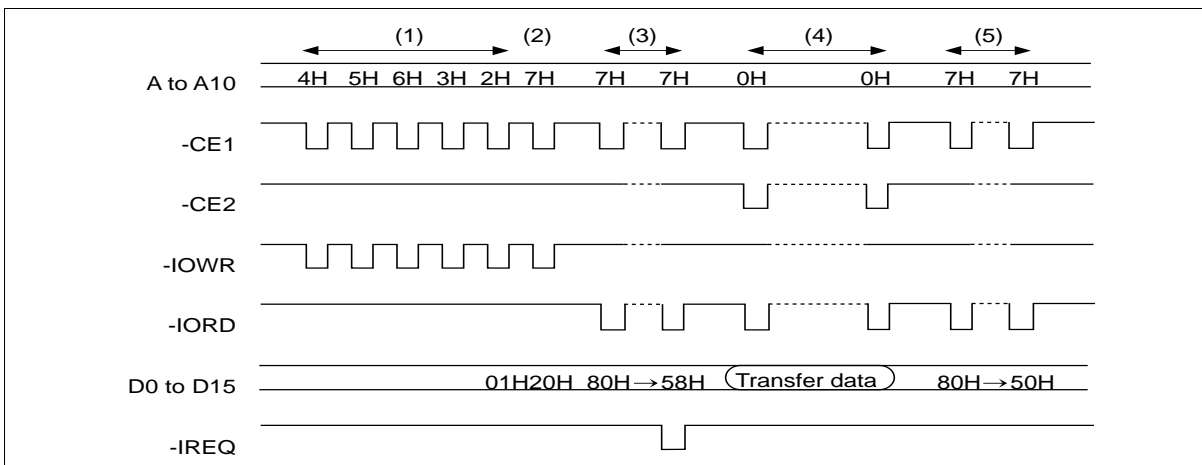 (1) (2) (3) (4) (5)
A to A10 4H 5H 6H 3H 2H 7H 7H 7H 0H 0H 7H 7H
-CE1
-CE2
-IOWR
-IORD
D0 to D15 01H20H 80H→58H Transfer data 80H→50H
-IREQ